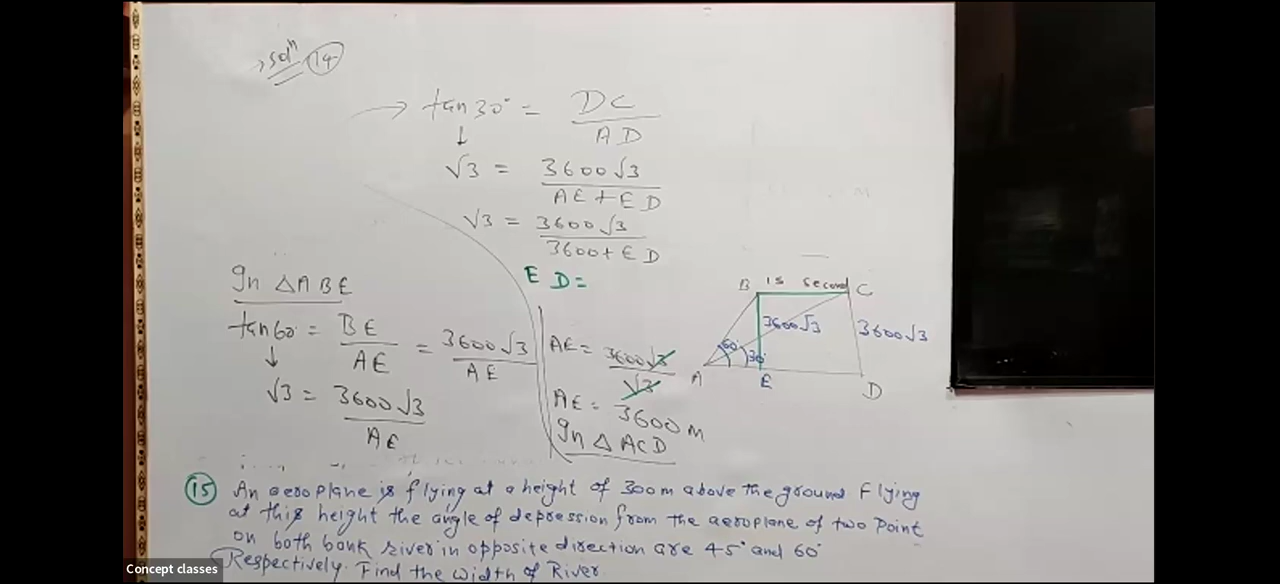 → Solⁿ 14
→ tan 30° = DC / AD
↓
√3 = 3600√3 / AE + ED
√3 = 3600√3 / 3600 + ED
ED =
In △ABE
tan 60° = BE / AE = 3600√3 / AE
↓
√3 = 3600√3 / AE
AE = 3600√3 / √3
AE = 3600 M
In △ ACD
B 15 second C
3600√3
3600√3
60° 30°
A E D
15 An aeroplane is flying at a height of 300m above the ground Flying
at this height the angle of depression from the aeroplane of two Point
on both bank river in opposite direction are 45° and 60°
Respectively. Find the width of River
Concept classes